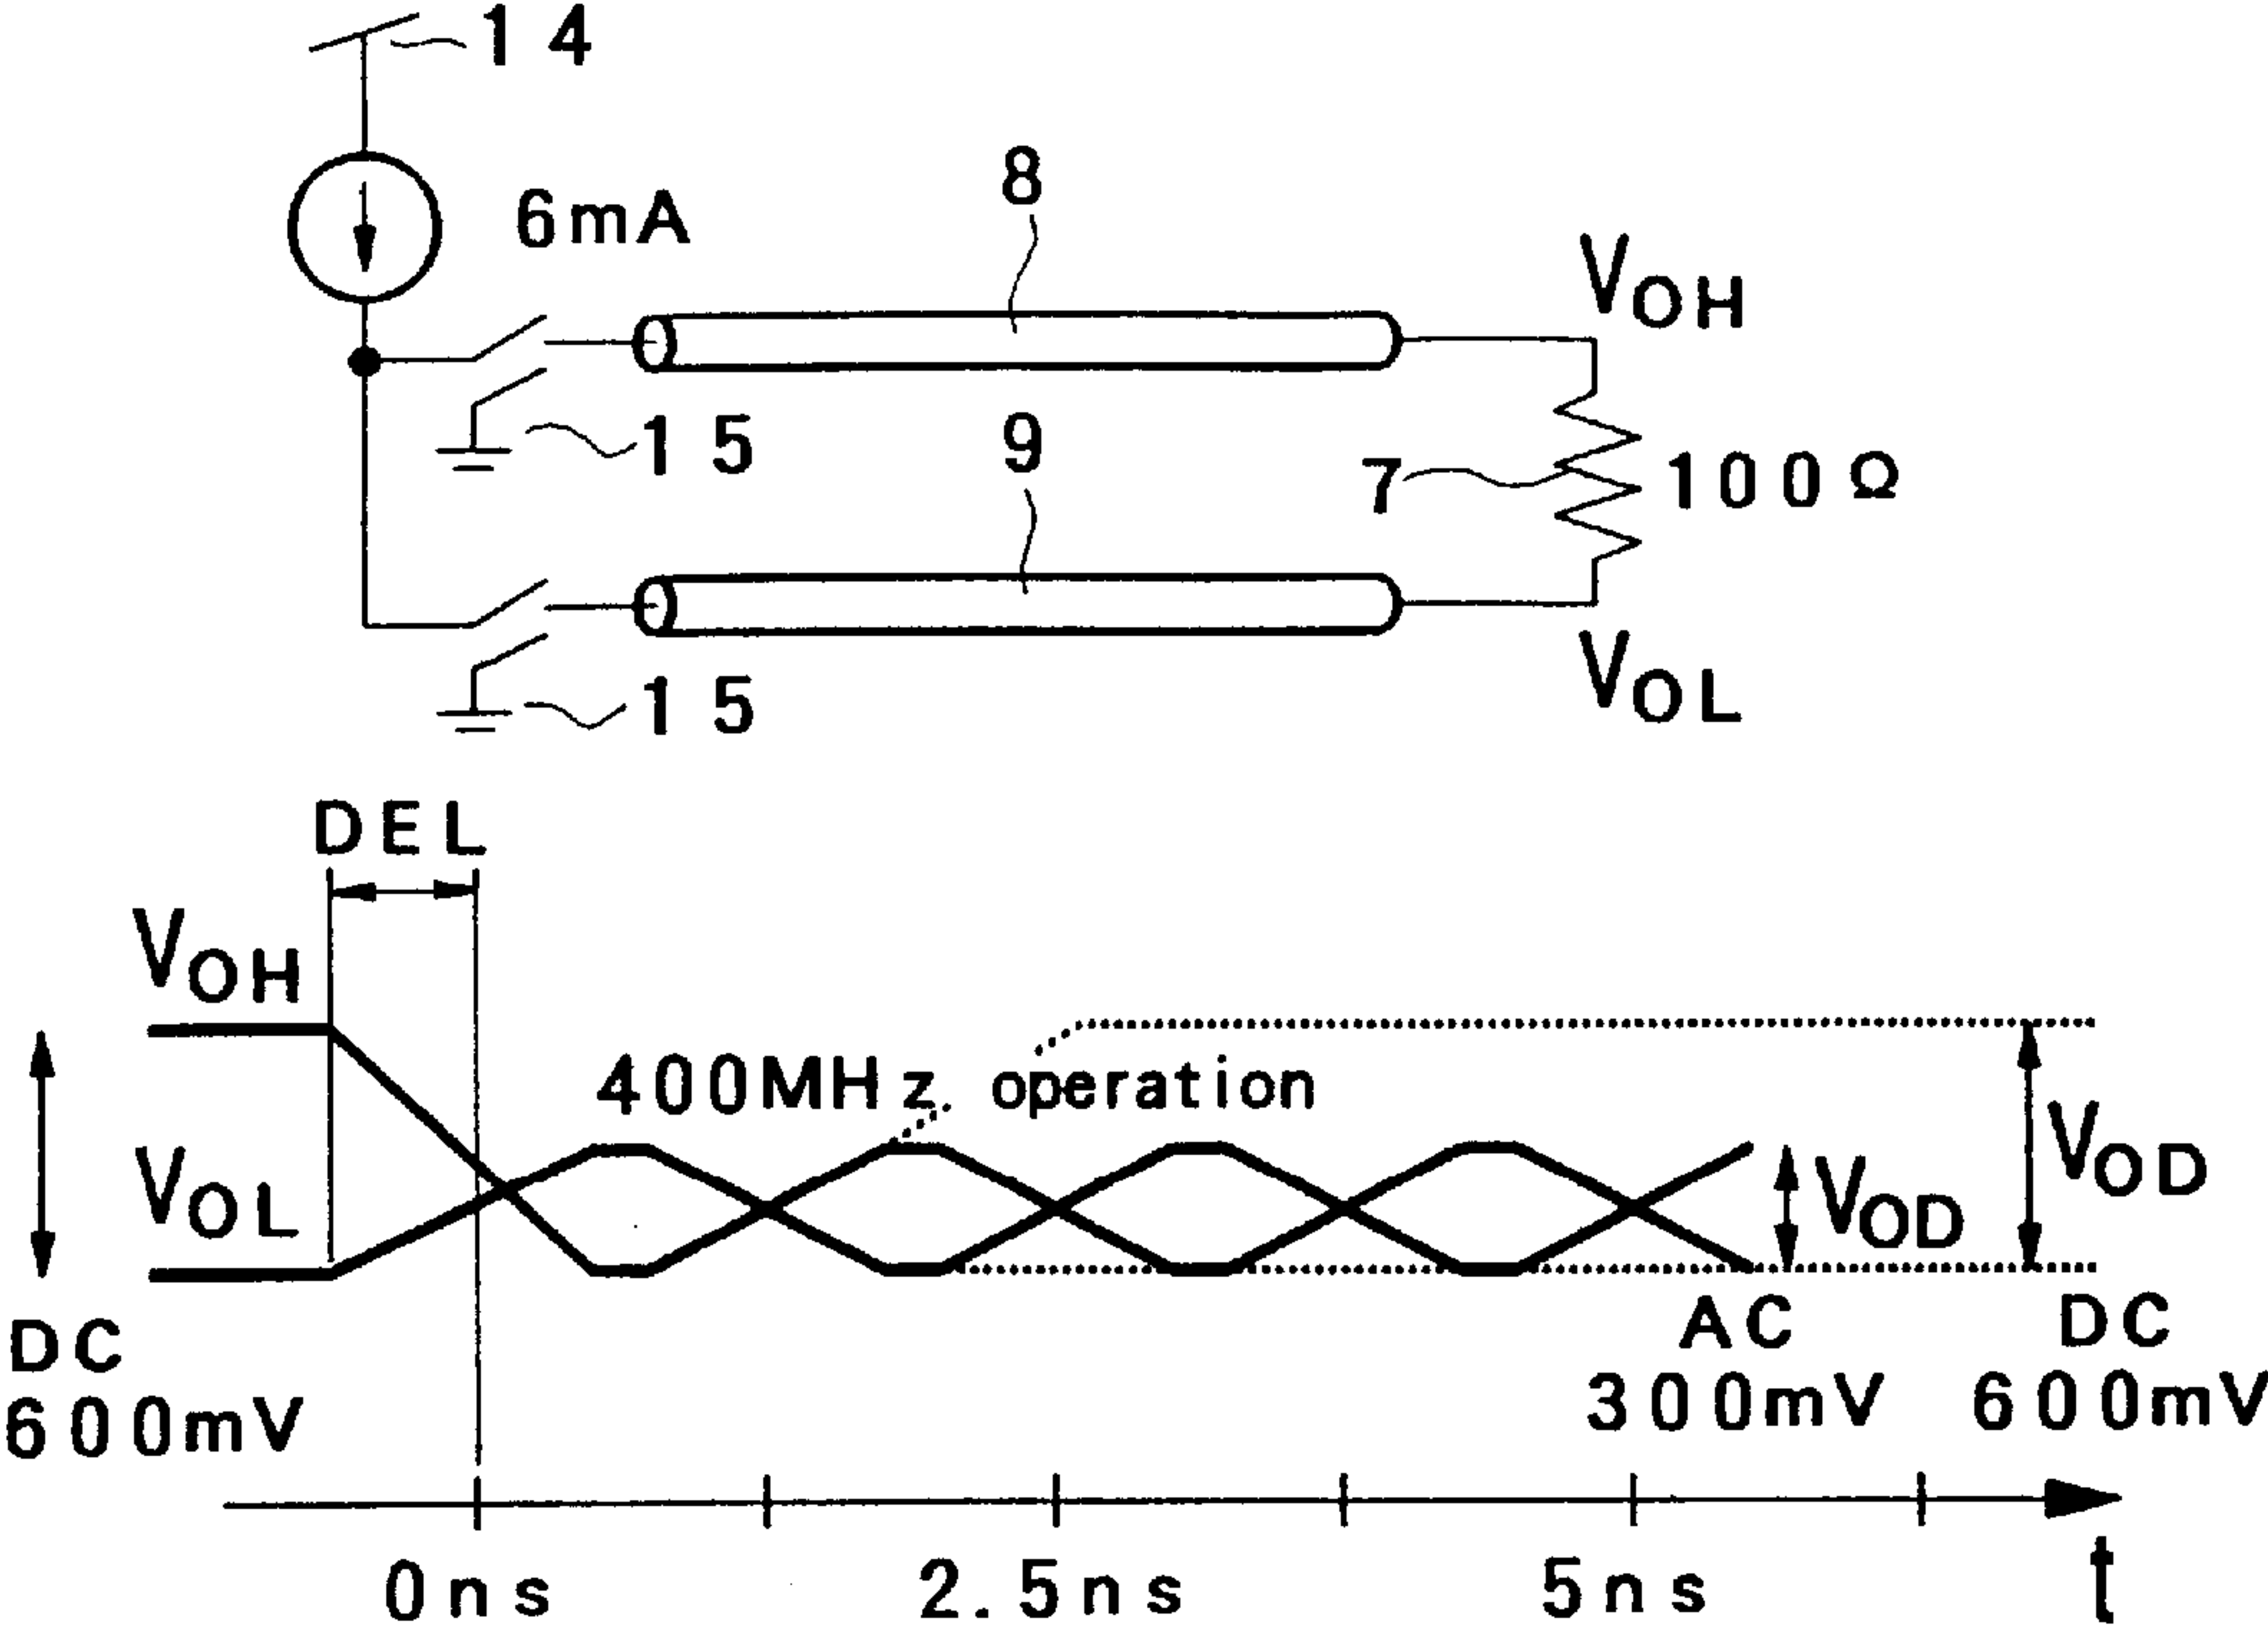 14
6mA
8
VOH
15
9
7
100Ω
15
VOL
DEL
VOH
400MHz operation
VOL
VOD
VOD
DC
600mV
AC
300mV
DC
600mV
0ns
2.5ns
5ns
t